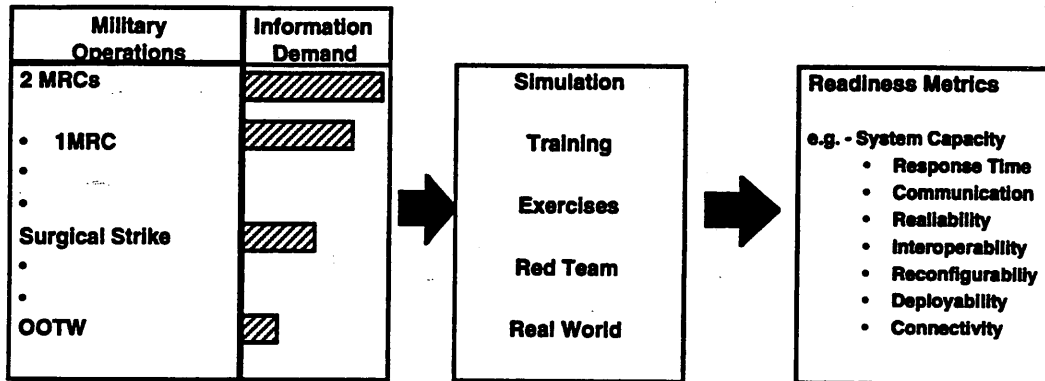 Military
Operations
Information
Demand
2 MRCs
• 1MRC
•
•
Surgical Strike
•
•
OOTW
Simulation
Training
Exercises
Red Team
Real World
Readiness Metrics
e.g. - System Capacity
• Response Time
• Communication
• Realiability
• Interoperability
• Reconfigurabiliy
• Deployability
• Connectivity